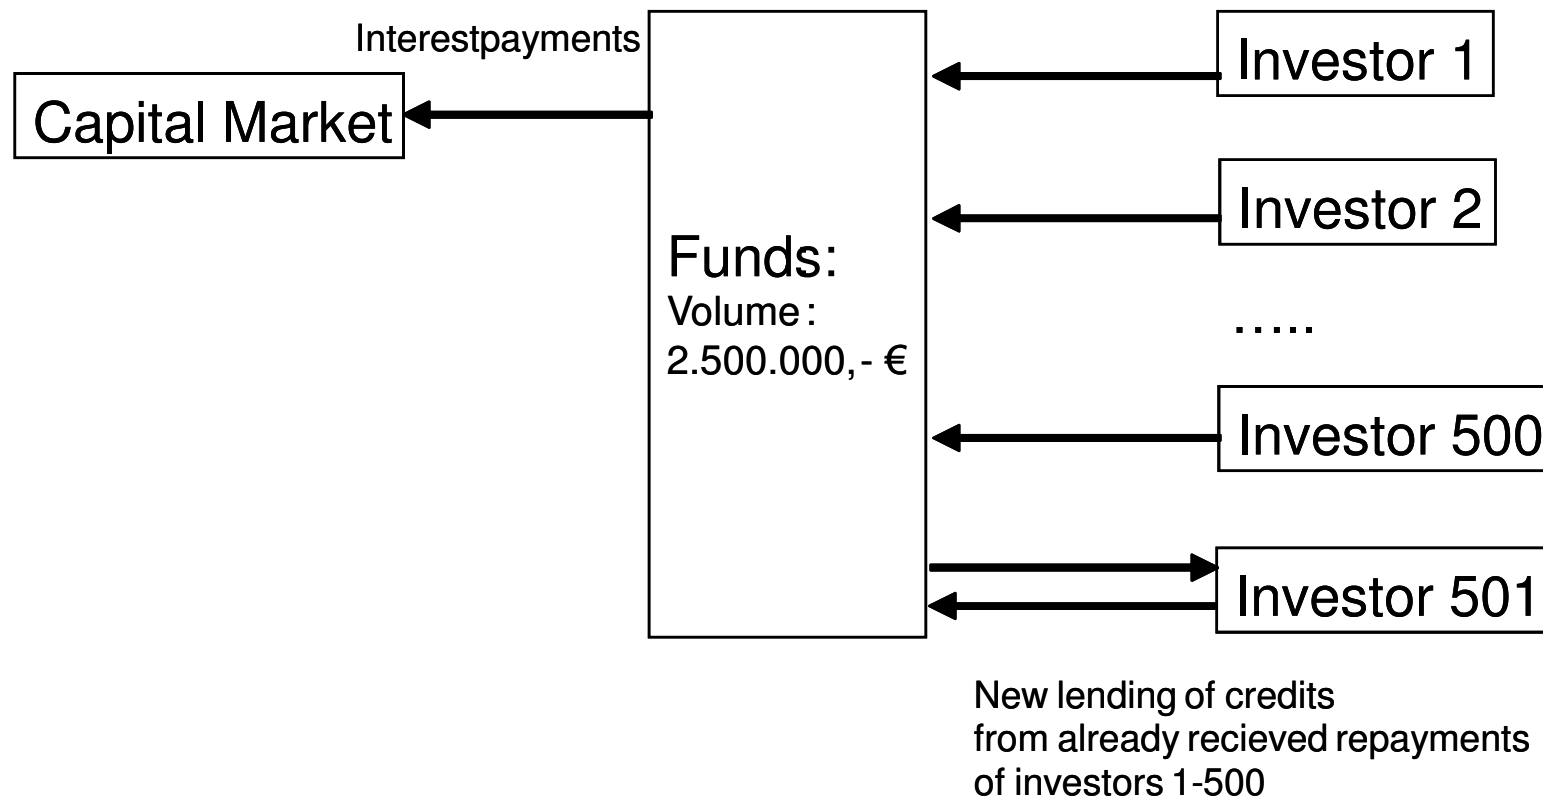 Interestpayments
Capital Market
Funds:
Volume :
2.500.000,- €
Investor 1
Investor 2
.....
Investor 500
Investor 501
New lending of credits
from already recieved repayments
of investors 1-500